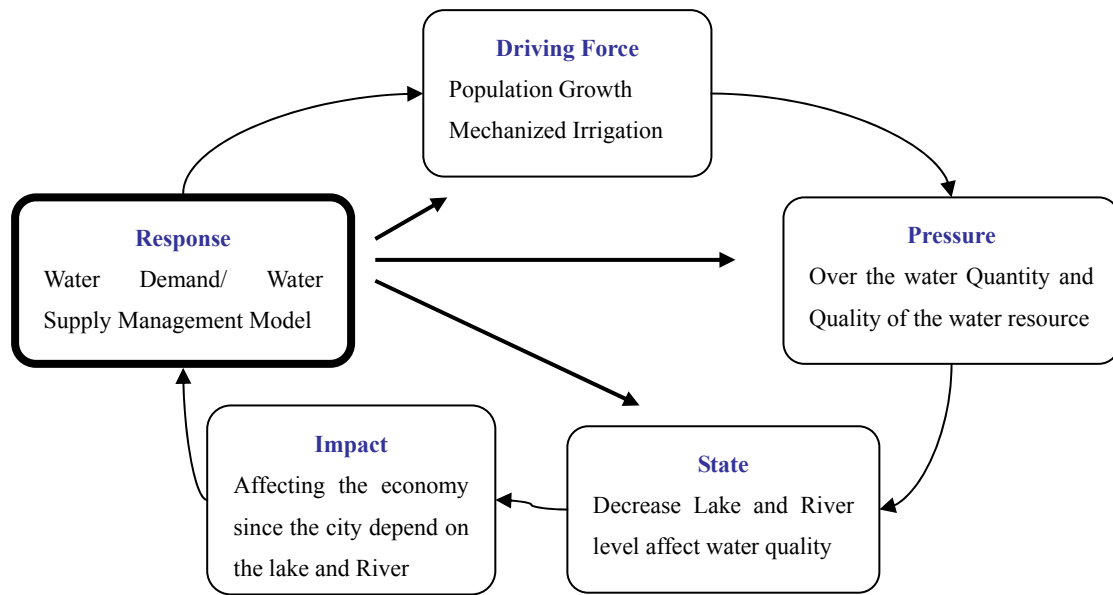 Driving Force
Population Growth
Mechanized Irrigation
Response
Water Demand/ Water
Supply Management Model
Pressure
Over the water Quantity and
Quality of the water resource
Impact
Affecting the economy
since the city depend on
the lake and River
State
Decrease Lake and River
level affect water quality